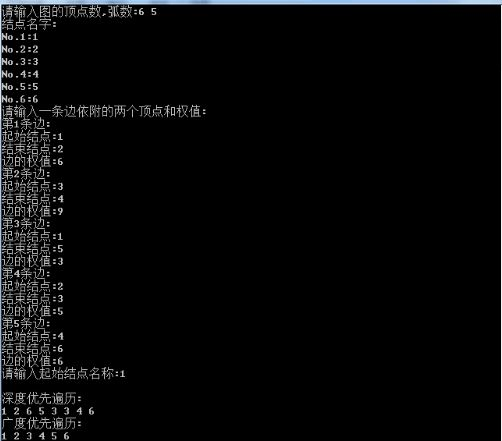 请输入图的顶点数,弧数:6 5
结点名字:
No.1:1
No.2:2
No.3:3
No.4:4
No.5:5
No.6:6
请输入一条边依附的两个顶点和权值:
第1条边:
起始结点:1
结束结点:2
边的权值:6
第2条边:
起始结点:3
结束结点:4
边的权值:9
第3条边:
起始结点:1
结束结点:5
边的权值:3
第4条边:
起始结点:2
结束结点:3
边的权值:5
第5条边:
起始结点:4
结束结点:6
边的权值:6
请输入起始结点名称:1
深度优先遍历:
1 2 6 5 3 3 4 6
广度优先遍历:
1 2 3 4 5 6